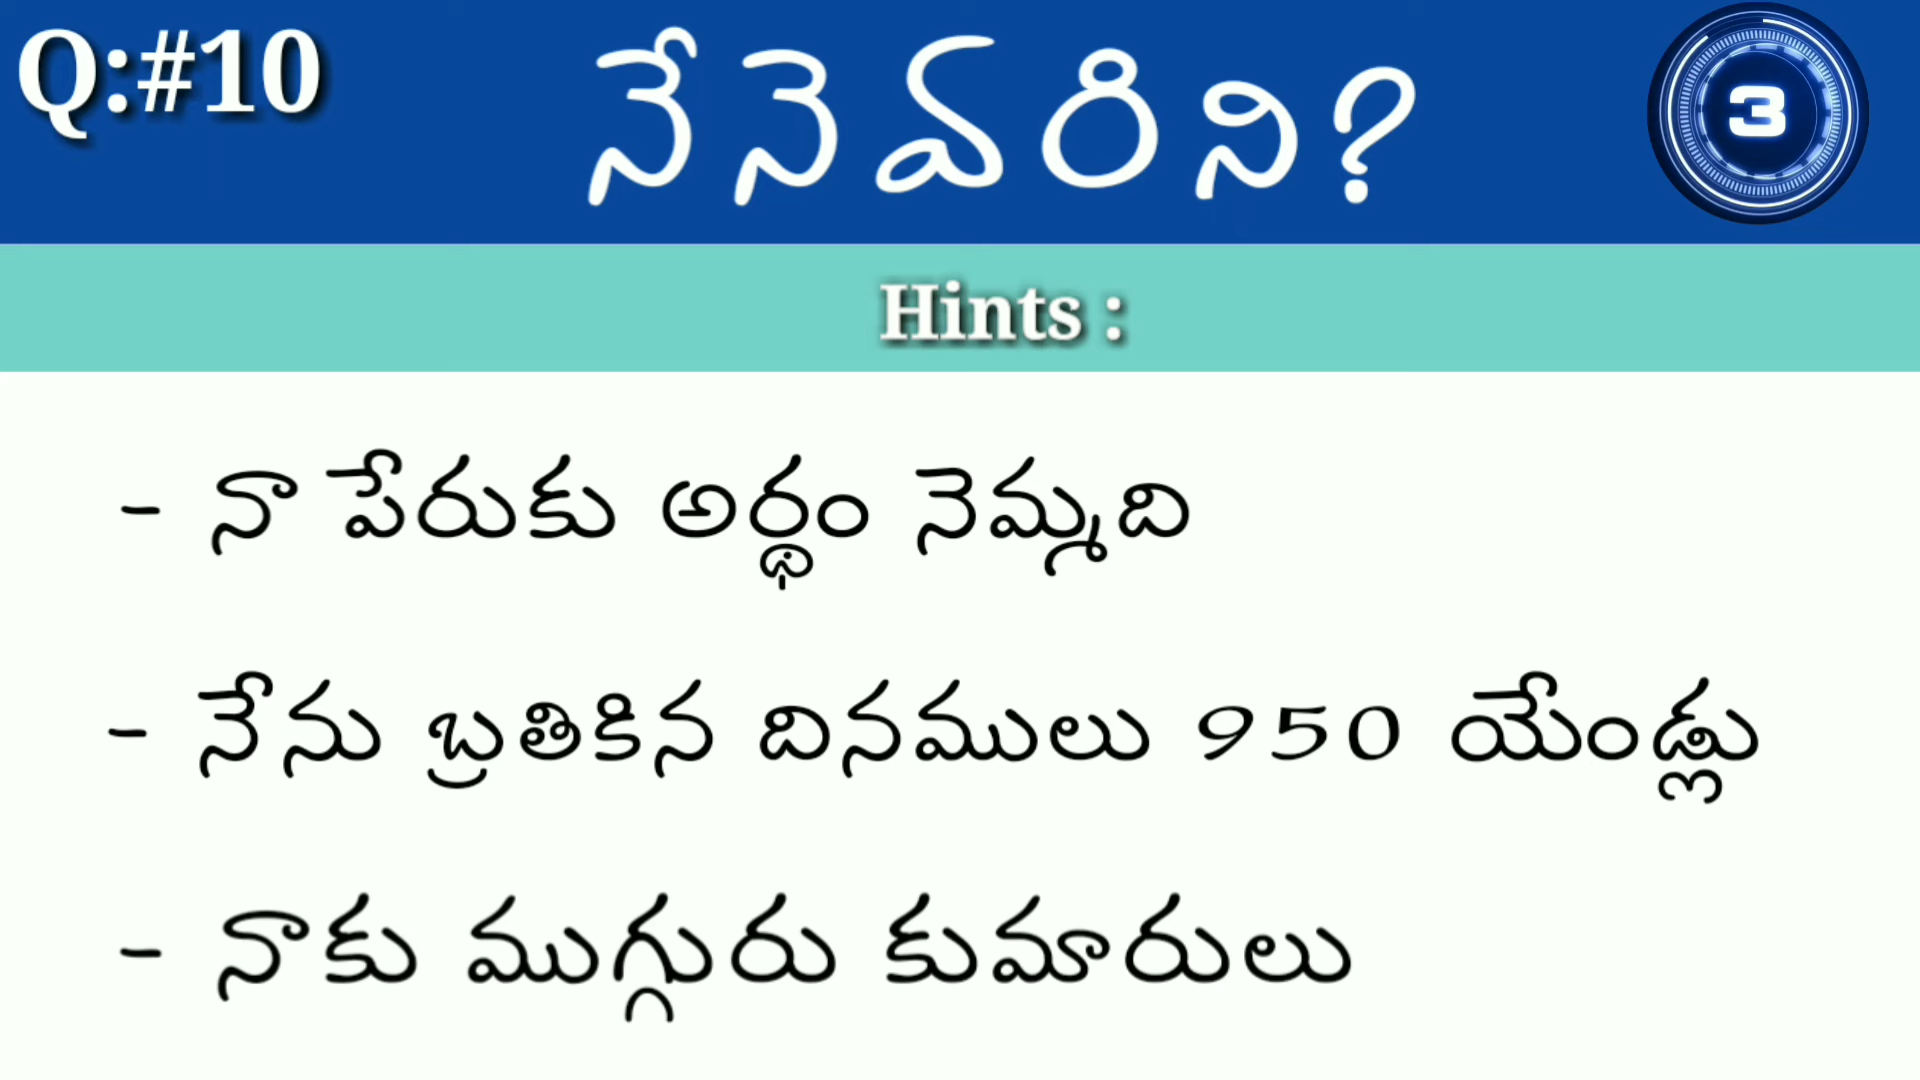 Q:#10
నేనెవరిని?
3
Hints :
- నా పేరుకు అర్థం నెమ్మది
- నేను బ్రతికిన దినములు 950 యేండ్లు
- నాకు ముగ్గురు కుమారులు